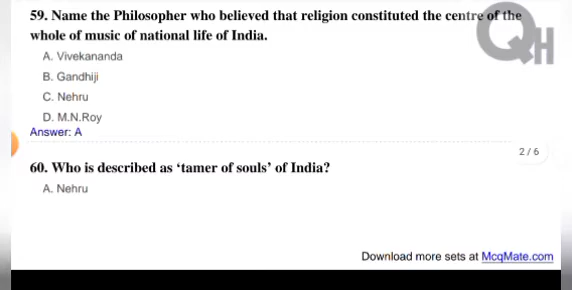 59. Name the Philosopher who believed that religion constituted the centre of the
whole of music of national life of India.
A. Vivekananda
B. Gandhiji
C. Nehru
D. M.N.Roy
Answer: A
2 / 6
60. Who is described as ‘tamer of souls’ of India?
A. Nehru
Download more sets at McqMate.com
QH